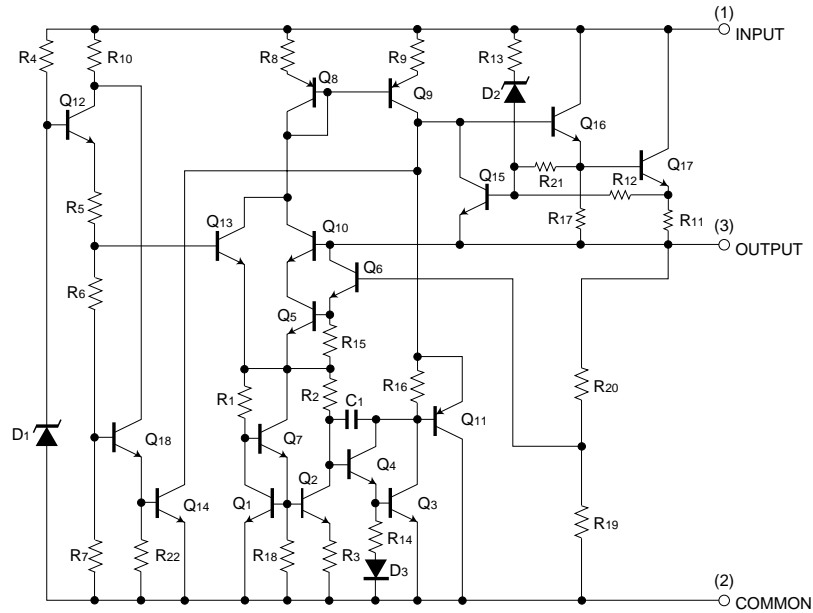 (1)
INPUT
R4
R10
R8
R9
R13
Q8
D2
Q9
Q12
Q16
Q17
Q15
R21
R12
R5
R17
R11
(3)
OUTPUT
Q13
Q10
Q6
R6
Q5
R15
R1
R2
C1
R16
R20
Q11
D1
Q18
Q7
Q4
Q14
Q1
Q2
Q3
R19
R7
R22
R18
R3
R14
D3
(2)
COMMON